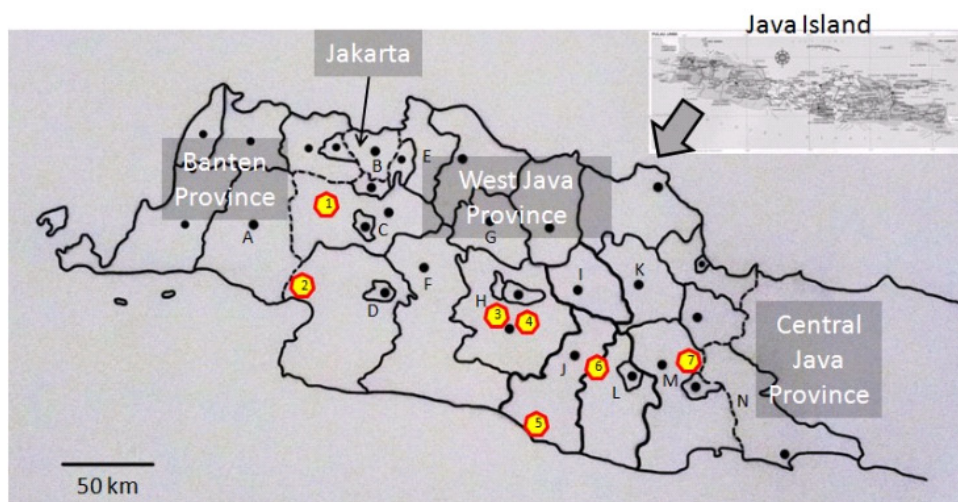 Java Island
Jakarta
Banten
Province
West Java
Province
Central
Java
Province
A
B
C
D
E
F
G
H
I
J
K
L
M
N
1
2
3
4
5
6
7
50 km